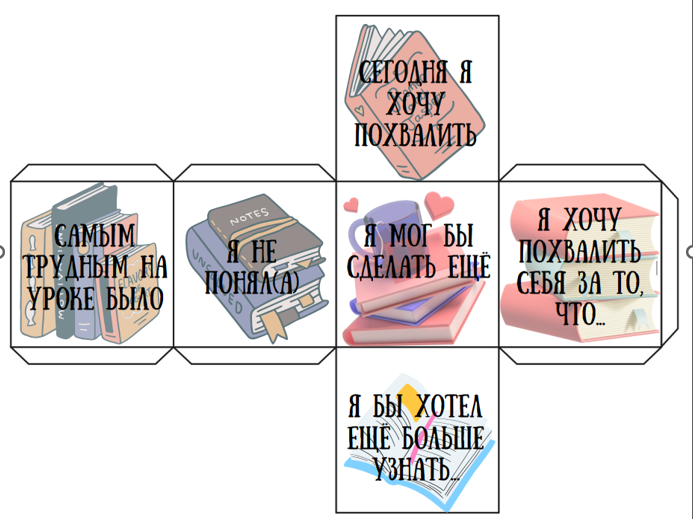 СЕГОДНЯ Я
ХОЧУ
ПОХВАЛИТЬ
САМЫМ
ТРУДНЫМ НА
УРОКЕ БЫЛО
NOTES
Я НЕ
ПОНЯЛ(А)
Я МОГ БЫ
СДЕЛАТЬ ЕЩЁ
Я ХОЧУ
ПОХВАЛИТЬ
СЕБЯ ЗА ТО,
ЧТО...
Я БЫ ХОТЕЛ
ЕЩЁ БОЛЬШЕ
УЗНАТЬ...